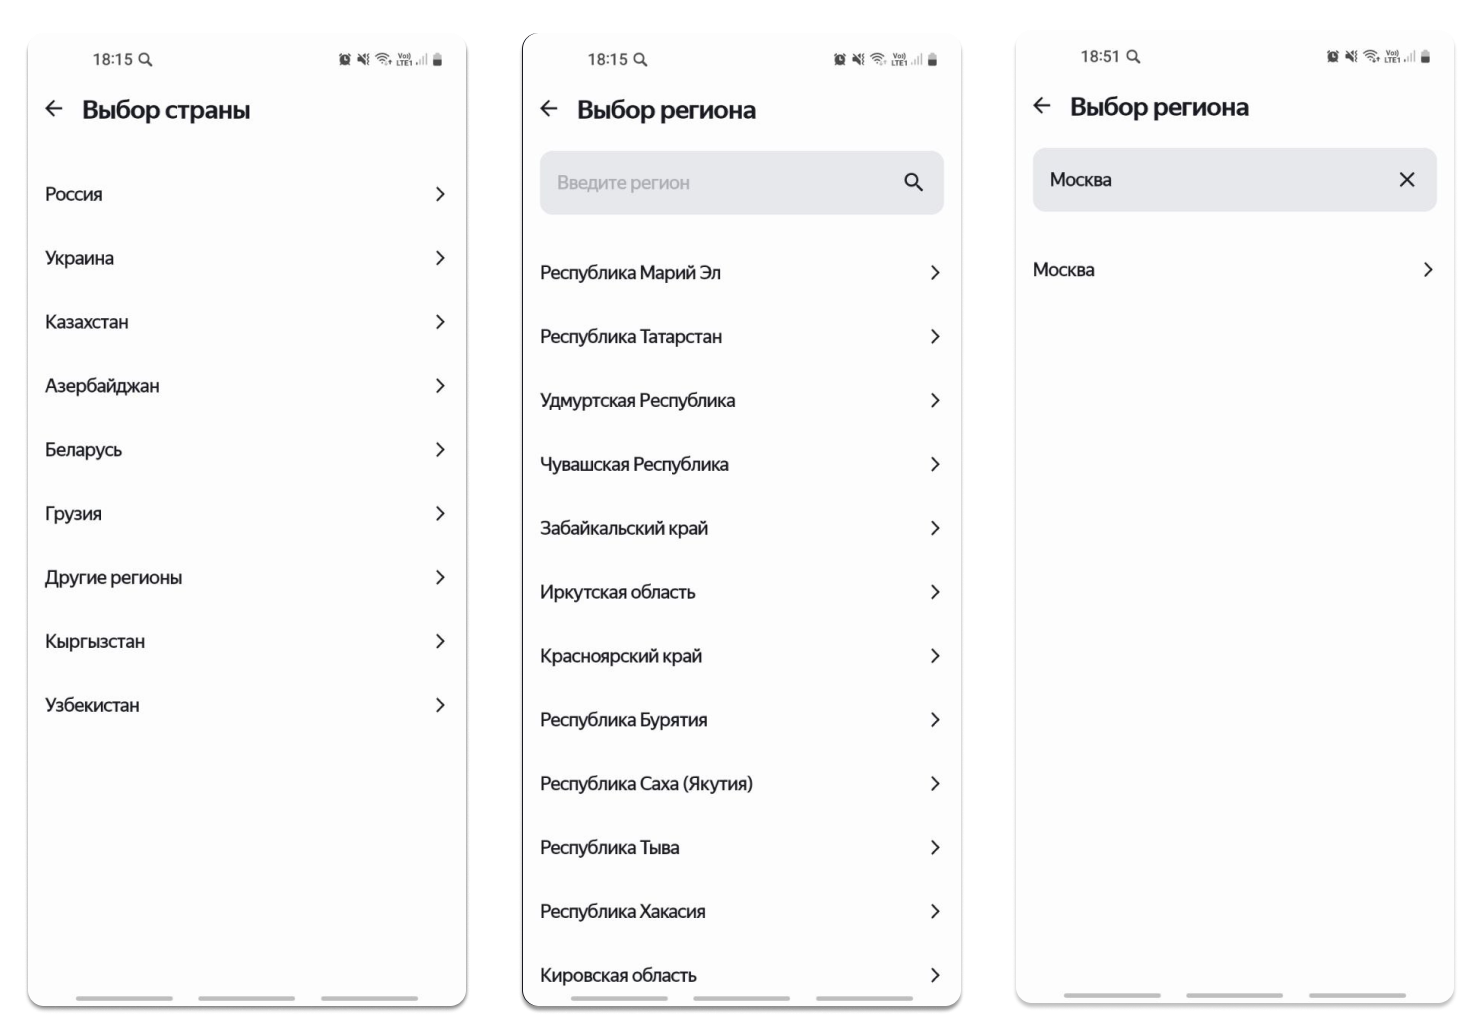 18:15
Выбор страны
Россия
Украина
Казахстан
Азербайджан
Беларусь
Грузия
Другие регионы
Кыргызстан
Узбекистан
18:15
Выбор региона
Введите регион
Республика Марий Эл
Республика Татарстан
Удмуртская Республика
Чувашская Республика
Забайкальский край
Иркутская область
Красноярский край
Республика Бурятия
Республика Саха (Якутия)
Республика Тыва
Республика Хакасия
Кировская область
18:51
Выбор региона
Москва
Москва